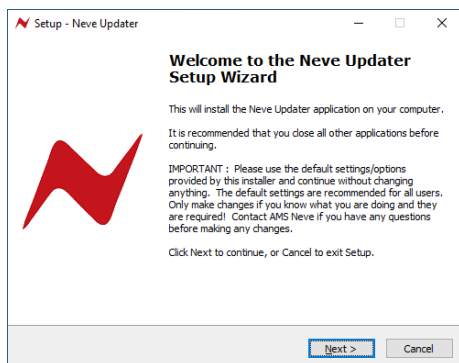 Setup - Neve Updater
Welcome to the Neve Updater
Setup Wizard
This will install the Neve Updater application on your computer.
It is recommended that you close all other applications before
continuing.
IMPORTANT : Please use the default settings/options
provided by this installer and continue without changing
anything. The default settings are recommended for all users.
Only make changes if you know what you are doing and they
are required! Contact AMS Neve if you have any questions
before making any changes.
Click Next to continue, or Cancel to exit Setup.
Next >
Cancel